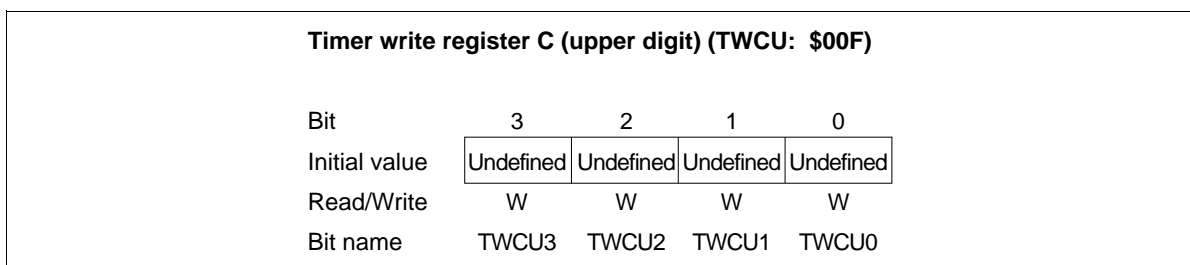 Timer write register C (upper digit) (TWCU: $00F)
Bit 3 2 1 0
Initial value Undefined Undefined Undefined Undefined
Read/Write W W W W
Bit name TWCU3 TWCU2 TWCU1 TWCU0